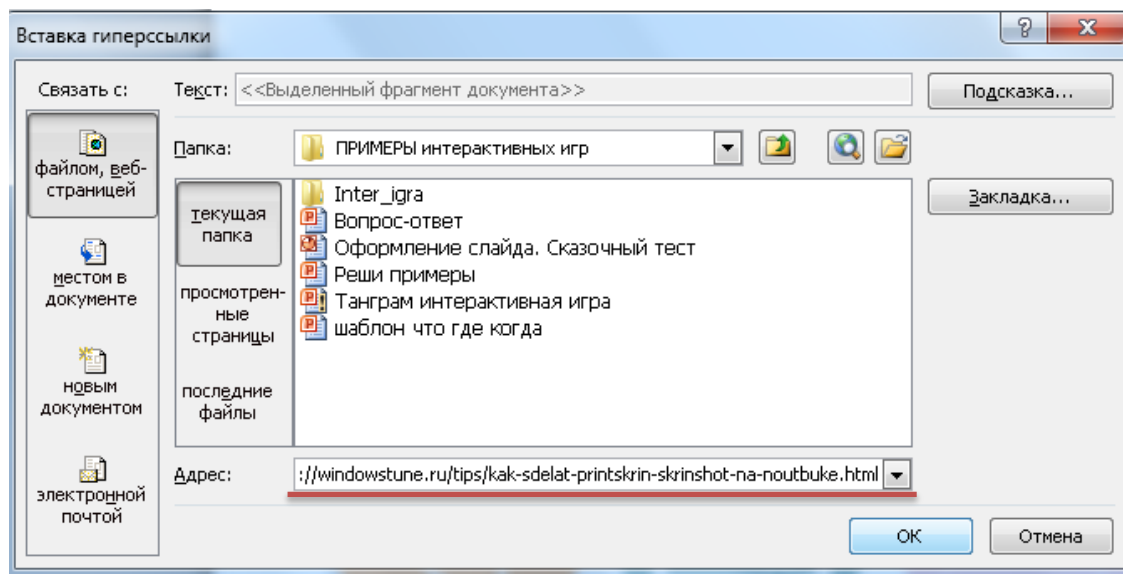 Вставка гиперссылки
Связать с:
Текст: <<Выделенный фрагмент документа>>
Подсказка...
файлом, веб-
страницей
Папка:
ПРИМЕРЫ интерактивных игр
Закладка...
текущая
папка
Inter_igra
Вопрос-ответ
Оформление слайда. Сказочный тест
Реши примеры
Танграм интерактивная игра
шаблон что где когда
местом в
документе
просмотрен-
ные
страницы
новым
документом
последние
файлы
электронной
почтой
Адрес:
://windowstune.ru/tips/kak-sdelat-printskrin-skrinshot-na-noutbuke.html
ОК
Отмена